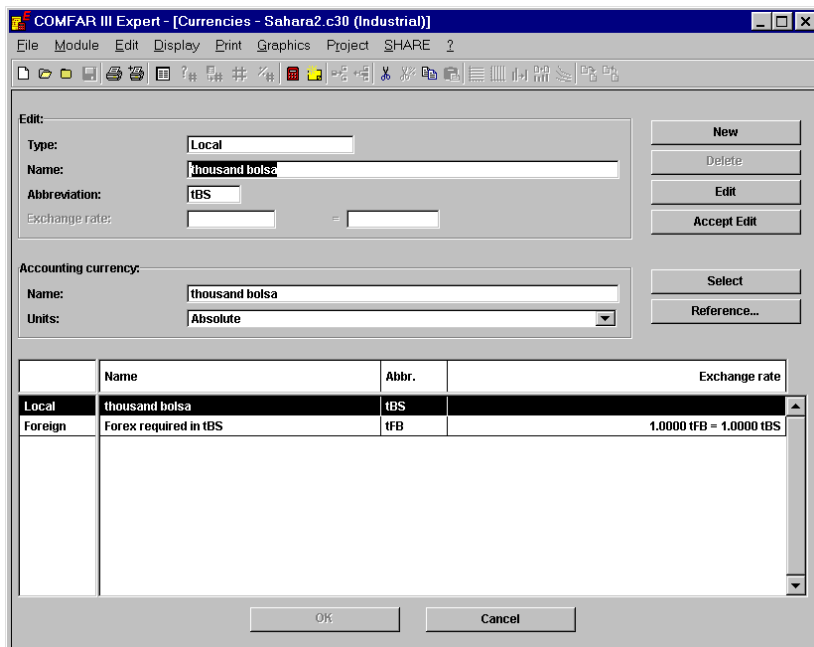 COMFAR III Expert - [Currencies - Sahara2.c30 (Industrial)]
File Module Edit Display Print Graphics Project SHARE ?
Edit:
Type: Local
Name: thousand bolsa
Abbreviation: tBS
Exchange rate: =
New
Delete
Edit
Accept Edit
Accounting currency:
Name: thousand bolsa
Units: Absolute
Select
Reference...
Name Abbr. Exchange rate
Local thousand bolsa tBS
Foreign Forex required in tBS tFB 1.0000 tFB = 1.0000 tBS
OK Cancel